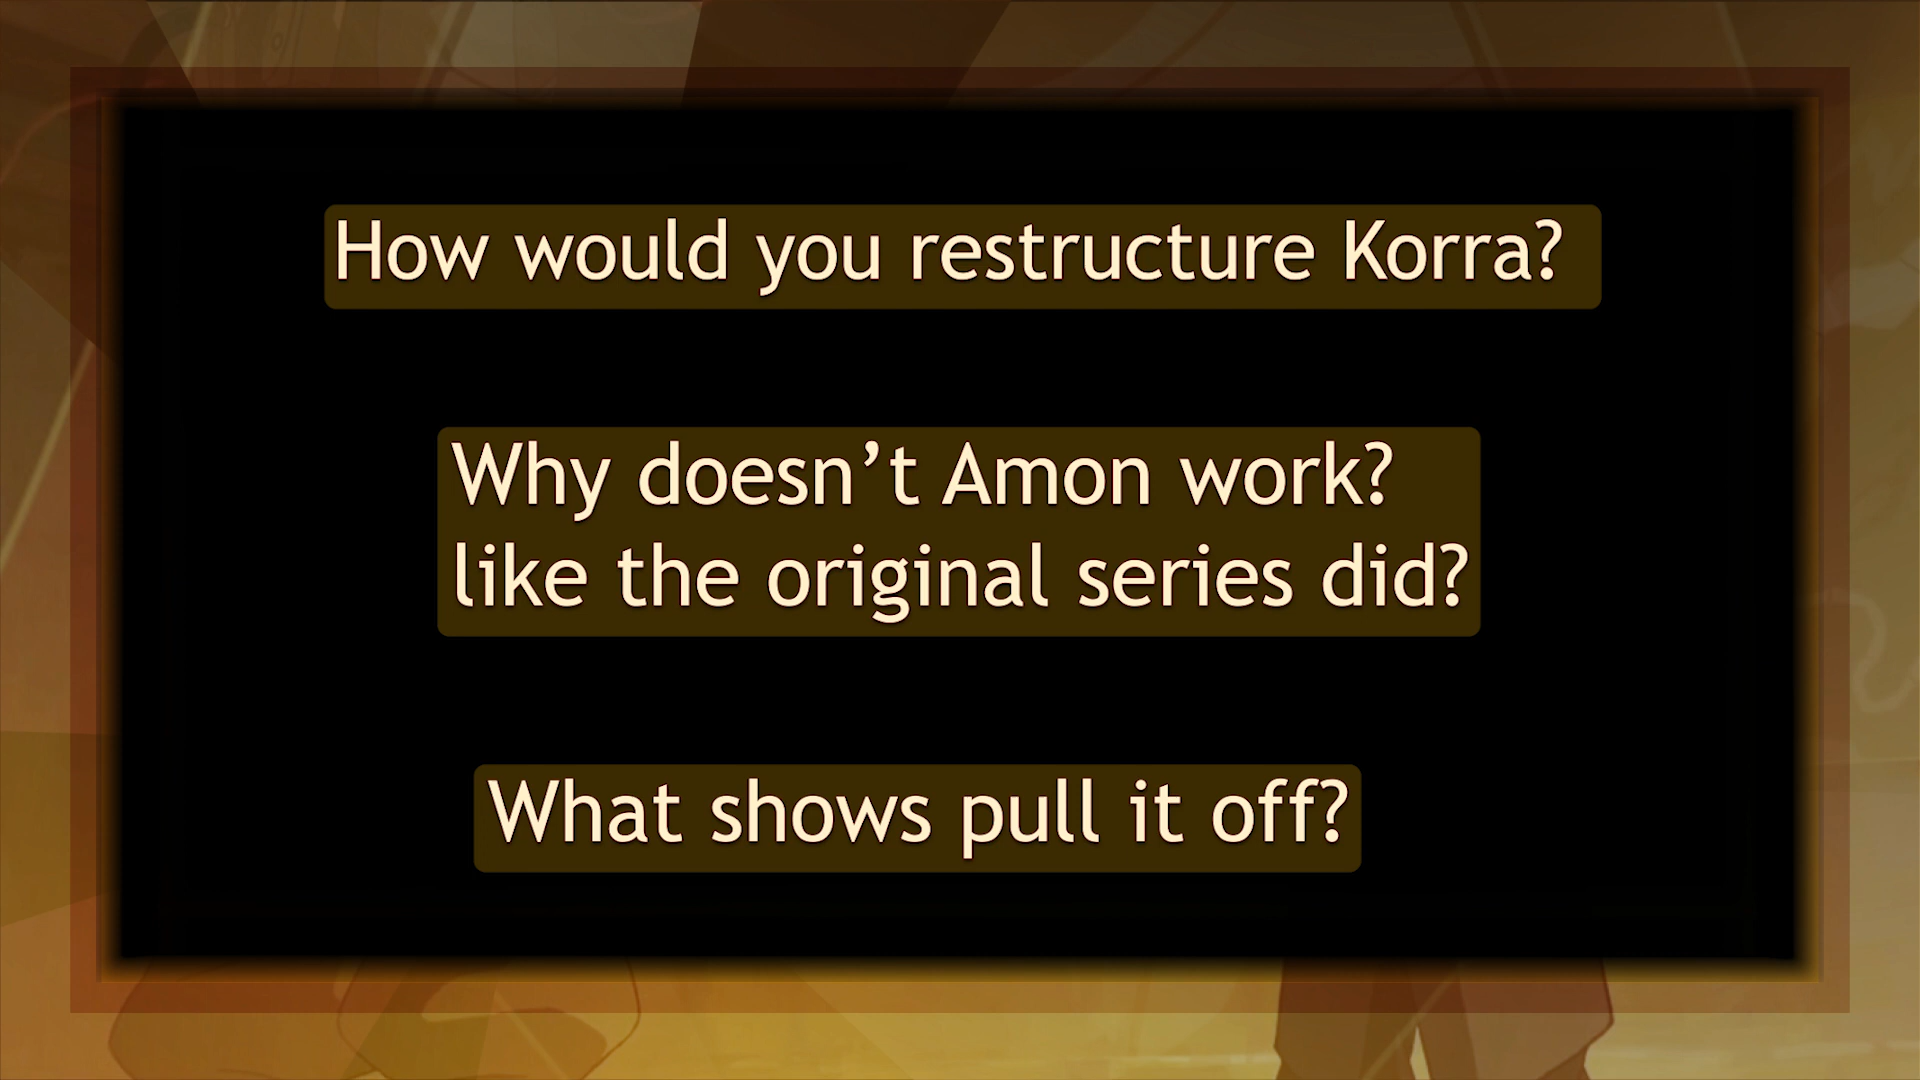 How would you restructure Korra?
Why doesn’t Amon work?
like the original series did?
What shows pull it off?